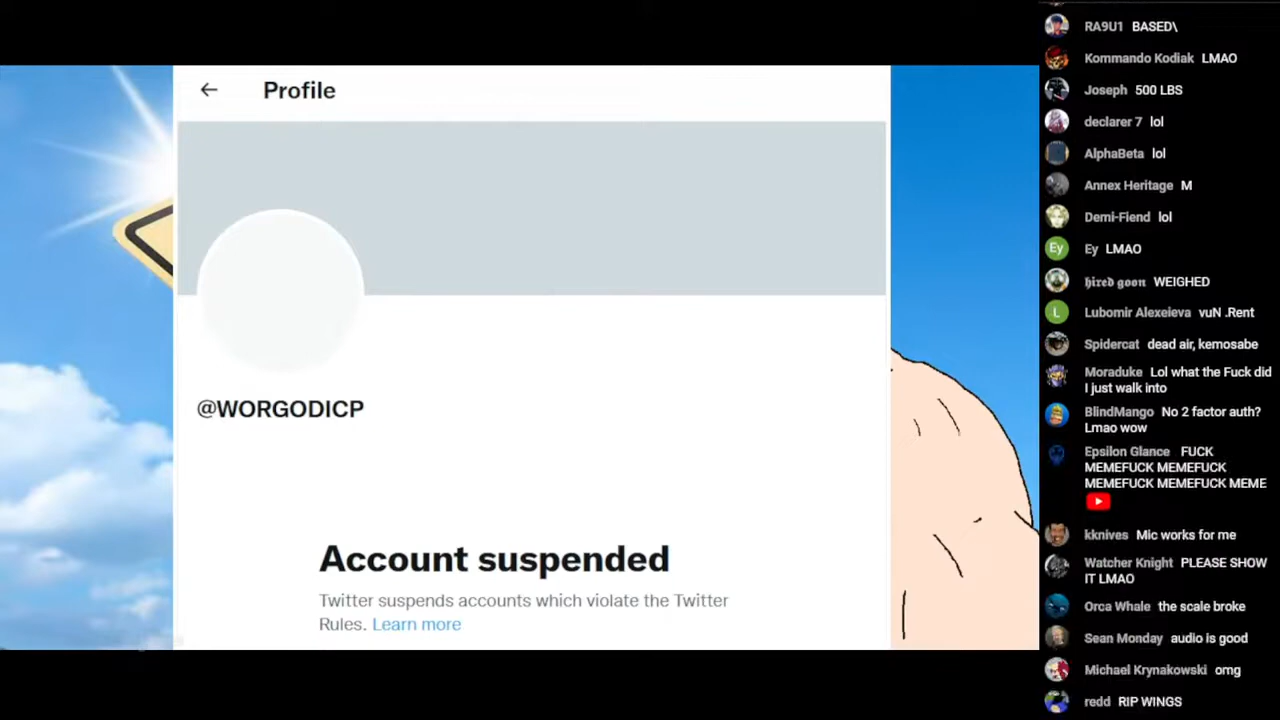 Profile
@WORGODICP
Account suspended
Twitter suspends accounts which violate the Twitter
Rules. Learn more
RA9U1 BASED\
Kommando Kodiak LMAO
Joseph 500 LBS
declarer 7 lol
AlphaBeta lol
Annex Heritage M
Demi-Fiend lol
Ey Ey LMAO
𝖍𝖎𝖗𝖊𝖉 𝖌𝖔𝖔𝖓 WEIGHED
L Lubomir Alexeieva vuN .Rent
Spidercat dead air, kemosabe
Moraduke Lol what the Fuck did
I just walk into
BlindMango No 2 factor auth?
Lmao wow
Epsilon Glance FUCK
MEMEFUCK MEMEFUCK
MEMEFUCK MEMEFUCK MEME
kknives Mic works for me
Watcher Knight PLEASE SHOW
IT LMAO
Orca Whale the scale broke
Sean Monday audio is good
Michael Krynakowski omg
redd RIP WINGS